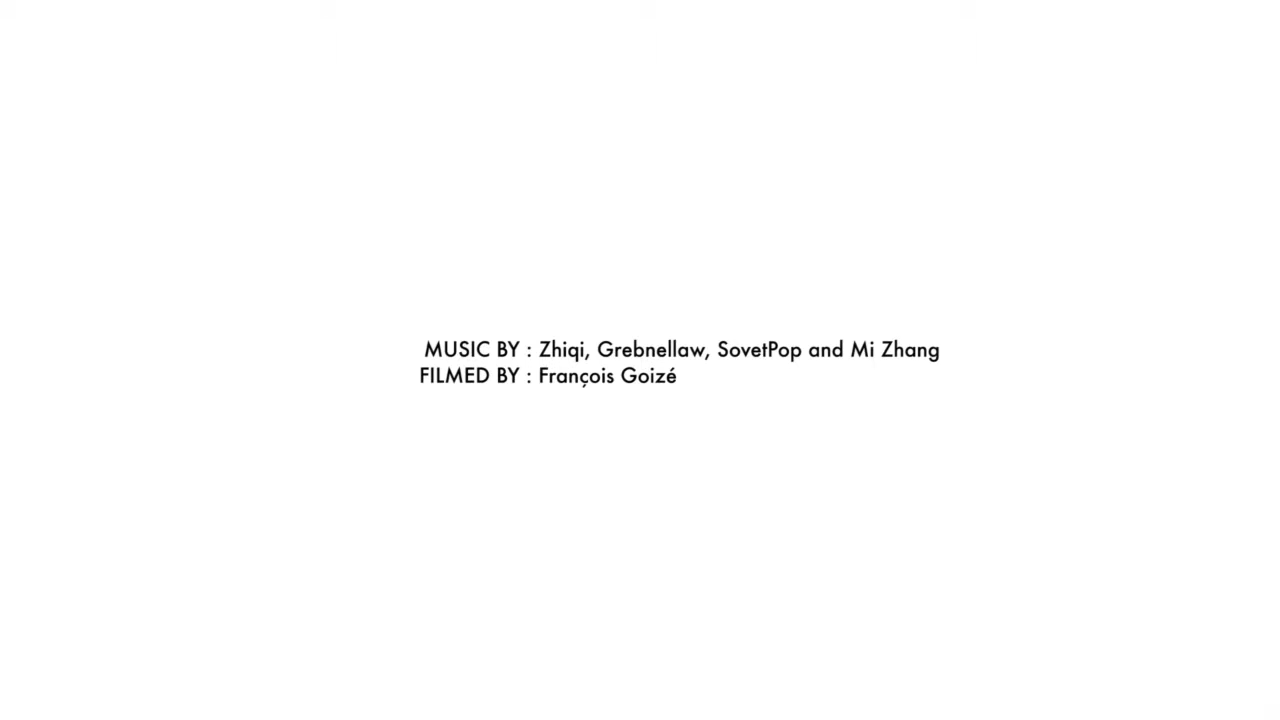 MUSIC BY : Zhiqi, Grebnellaw, SovetPop and Mi Zhang
FILMED BY : François Goizé